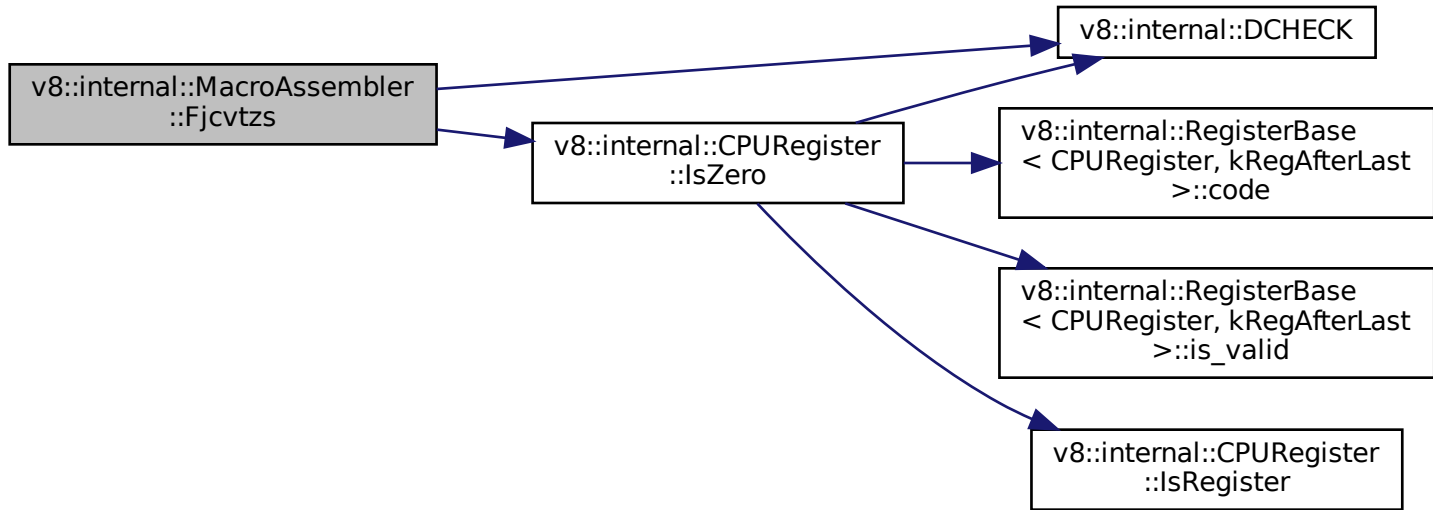 v8::internal::MacroAssembler
::Fjcvtzs
v8::internal::DCHECK
v8::internal::CPURegister
::IsZero
v8::internal::RegisterBase
< CPURegister, kRegAfterLast
>::code
v8::internal::RegisterBase
< CPURegister, kRegAfterLast
>::is_valid
v8::internal::CPURegister
::IsRegister